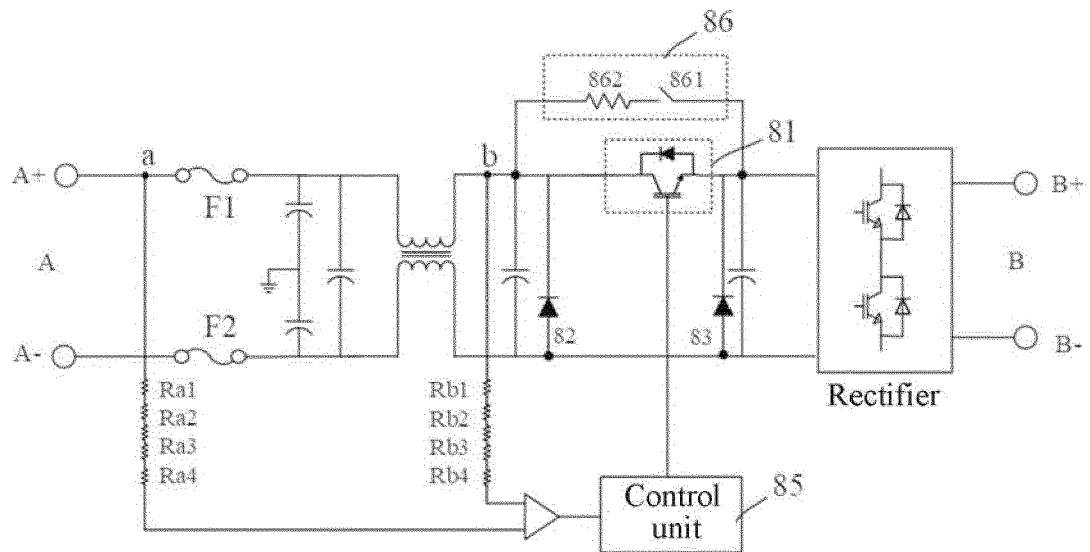 86
862
861
81
a
b
A+
F1
B+
A
B
F2
A-
82
83
B-
Rectifier
Ra1
Ra2
Ra3
Ra4
Rb1
Rb2
Rb3
Rb4
Control
unit
85